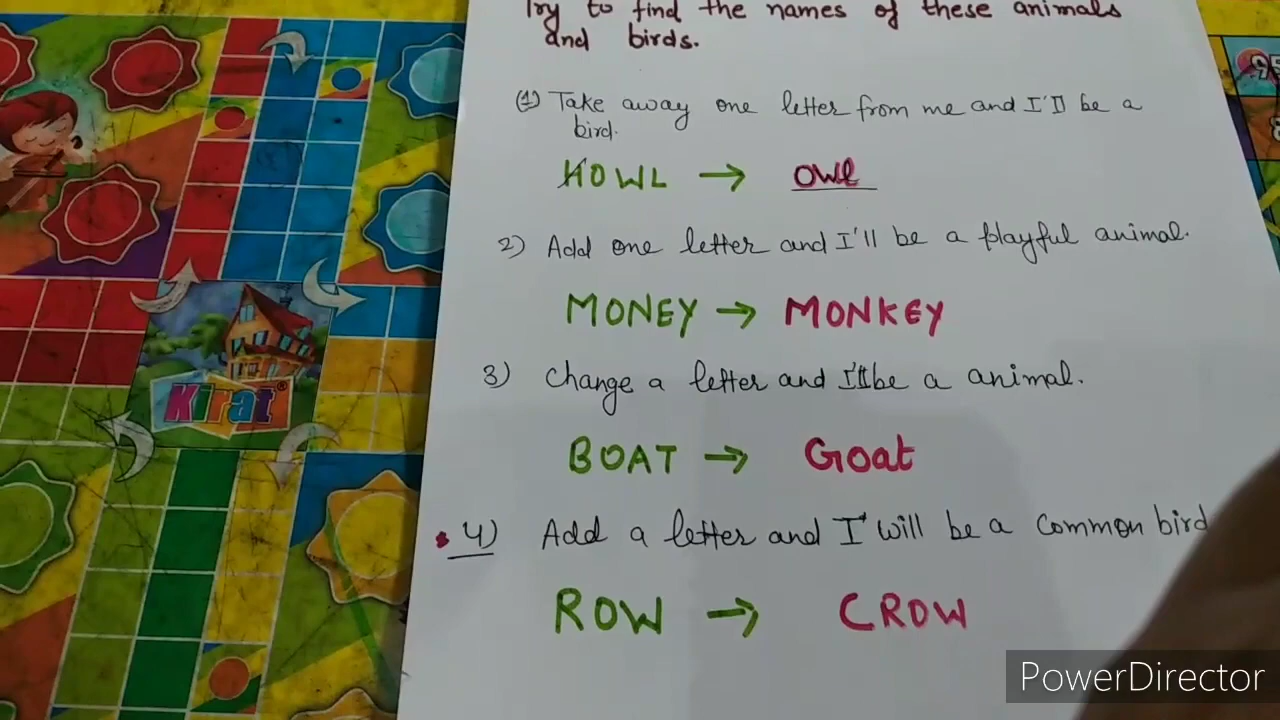 Try to find the names of these animals
and birds.
(1) Take away one letter from me and I'll be a
bird.
HOWL → owl
2) Add one letter and I'll be a playful animal.
MONEY → MONKEY
3) Change a letter and I'll be a animal.
BOAT → Goat
4) Add a letter and I will be a common bird
ROW → CROW
Kirat®
PowerDirector